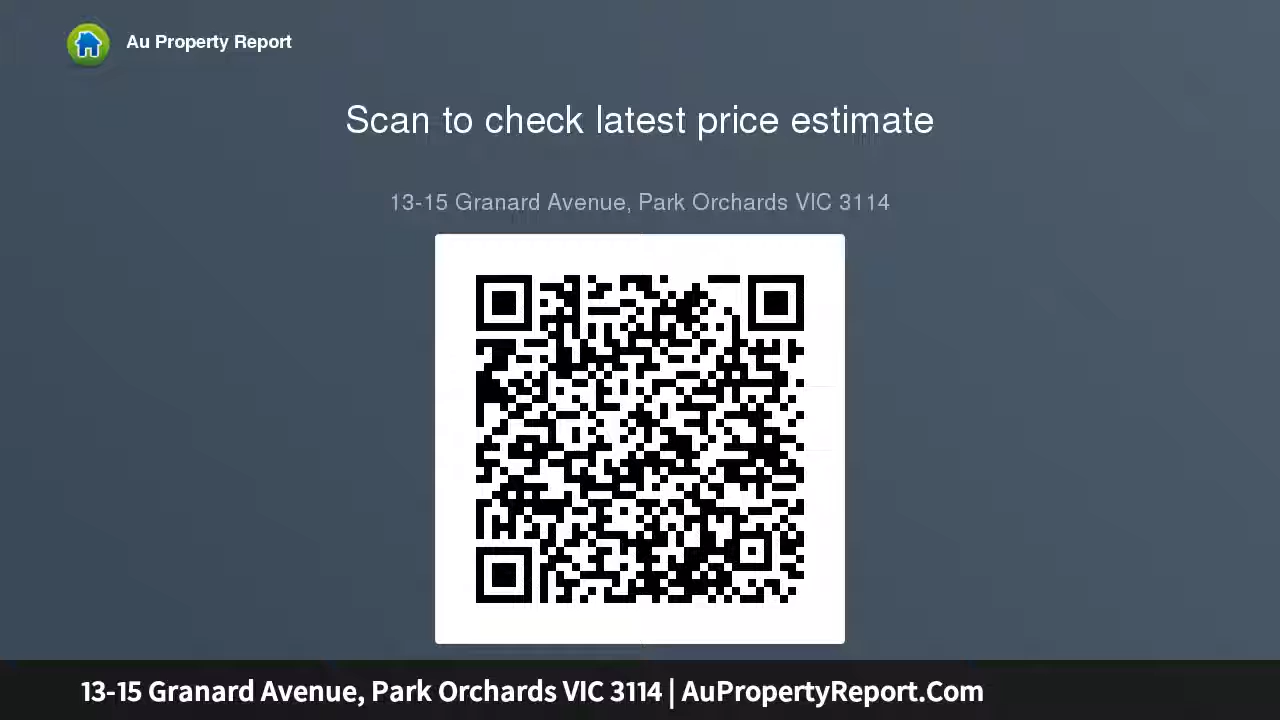 Au Property Report
Scan to check latest price estimate
13-15 Granard Avenue, Park Orchards VIC 3114
13-15 Granard Avenue, Park Orchards VIC 3114 | AuPropertyReport.Com